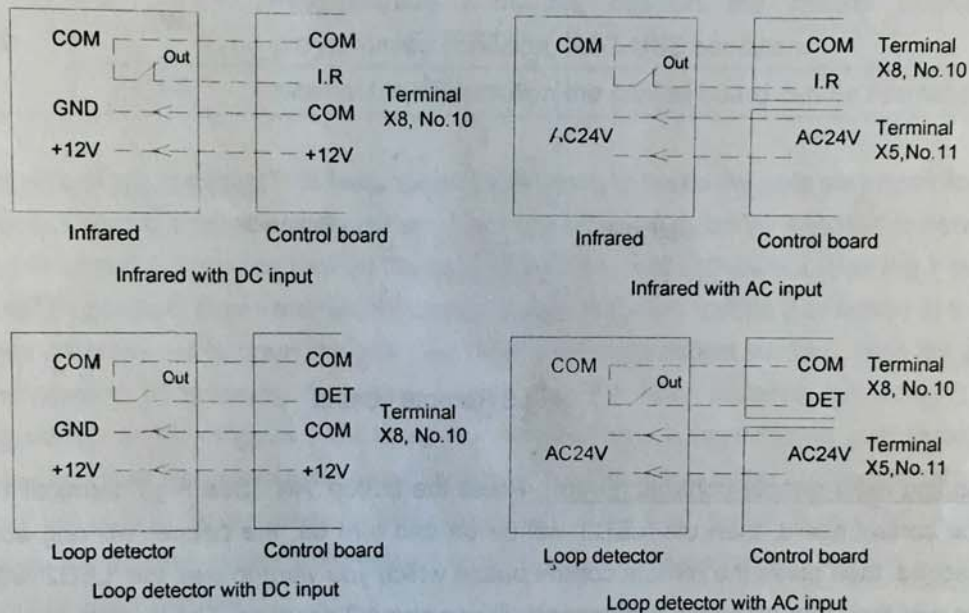 COM COM
Out
I.R
GND COM
+12V +12V
Terminal
X8, No.10
Infrared Control board
Infrared with DC input
COM COM
Out
I.R
Terminal
X8, No.10
AC24V AC24V
Terminal
X5,No.11
Infrared Control board
Infrared with AC input
COM COM
Out
DET
GND COM
+12V +12V
Terminal
X8, No.10
Loop detector Control board
Loop detector with DC input
COM COM
Out
DET
Terminal
X8, No.10
AC24V AC24V
Terminal
X5,No.11
Loop detector Control board
Loop detector with AC input